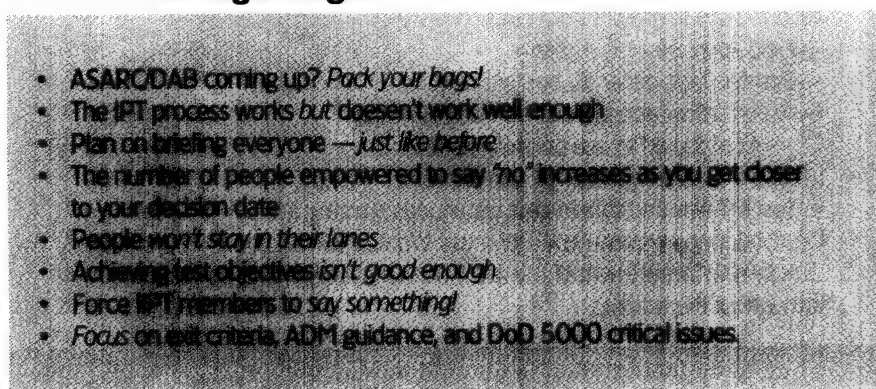 • ASARC/DAB coming up? Pack your bags!
• The IPT process works but doesen't work well enough
• Plan on briefing everyone — just like before
• The number of people empowered to say "no" increases as you get closer
to your decision date
• People won't stay in their lanes
• Achieving test objectives isn't good enough
• Force IIPT members to say something!
• Focus on exit criteria, ADM guidance, and DoD 5000 critical issues.